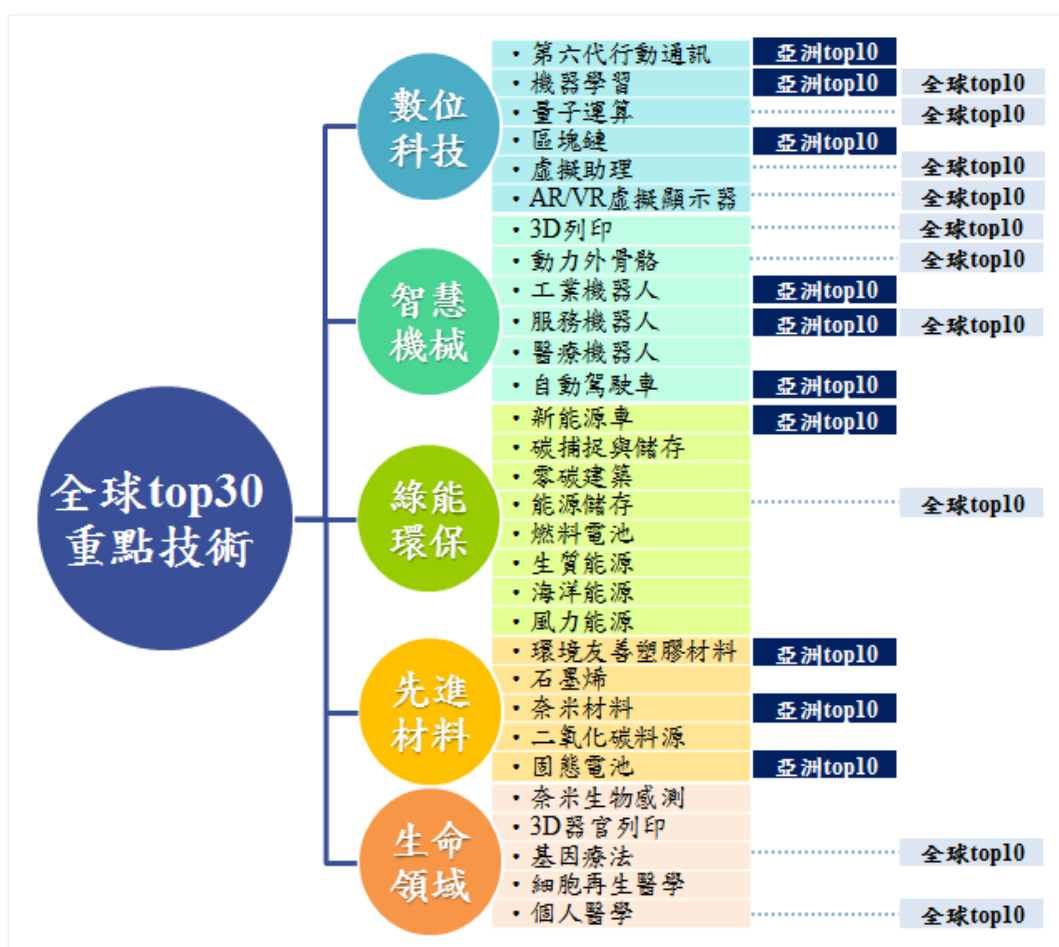 全球top30
重點技術
數位
科技
・第六代行動通訊 亞洲top10
・機器學習 亞洲top10 全球top10
・量子運算 全球top10
・區塊鏈 亞洲top10
・虛擬助理 全球top10
・AR/VR虛擬顯示器 全球top10
智慧
機械
・3D列印 全球top10
・動力外骨骼 全球top10
・工業機器人 亞洲top10
・服務機器人 亞洲top10 全球top10
・醫療機器人
・自動駕駛車 亞洲top10
綠能
環保
・新能源車 亞洲top10
・碳捕捉與儲存
・零碳建築
・能源儲存 全球top10
・燃料電池
・生質能源
・海洋能源
・風力能源
先進
材料
・環境友善塑膠材料 亞洲top10
・石墨烯
・奈米材料 亞洲top10
・二氧化碳料源
・固態電池 亞洲top10
生命
領域
・奈米生物感測
・3D器官列印
・基因療法 全球top10
・細胞再生醫學
・個人醫學 全球top10